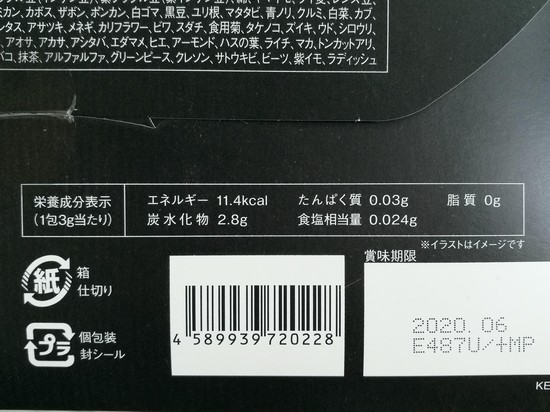 ミカン、カボス、ザボン、ポンカン、白ゴマ、黒豆、ユリ根、マタタビ、青ノリ、クルミ、白菜、カブ、
アサツキ、メネギ、カリフラワー、ビワ、スダチ、食用菊、タケノコ、ズイキ、ウド、シロウリ、
、アオサ、アカサ、アシタバ、エダマメ、ヒエ、アーモンド、ハスの葉、ライチ、マカ、トンカットアリ、
バコ、抹茶、アルファルファ、グリーンピース、クレソン、サトウキビ、ビーツ、紫イモ、ラディッシュ
栄養成分表示
(1包3g当たり)
エネルギー 11.4kcal たんぱく質 0.03g 脂質 0g
炭水化物 2.8g 食塩相当量 0.024g
※イラストはイメージです
賞味期限
紙
箱
仕切り
プラ
個包装
封シール
4 589939 720228
2020.06
E487U/+MP
KE